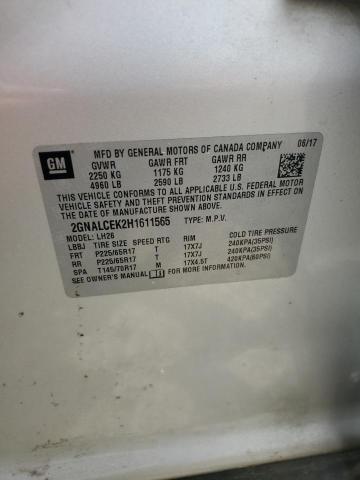 GM
MFD BY GENERAL MOTORS OF CANADA COMPANY 06/17
GVWR GAWR FRT GAWR RR
2250 KG 1175 KG 1240 KG
4960 LB 2590 LB 2733 LB
THIS VEHICLE CONFORMS TO ALL APPLICABLE U.S. FEDERAL MOTOR
VEHICLE SAFETY AND THEFT PREVENTION STANDARDS IN EFFECT ON
THE DATE OF MANUFACTURE SHOWN ABOVE.
2GNALCEK2H1611565 TYPE: M.P.V.
MODEL: LH26
LBBJ TIRE SIZE SPEED RTG RIM COLD TIRE PRESSURE
FRT P225/65R17 T 17X7J 240KPA(35PSI)
RR P225/65R17 T 17X7J 240KPA(35PSI)
SPA T145/70R17 M 17X4.5T 420KPA(60PSI)
SEE OWNER'S MANUAL FOR ADDITIONAL INFORMATION